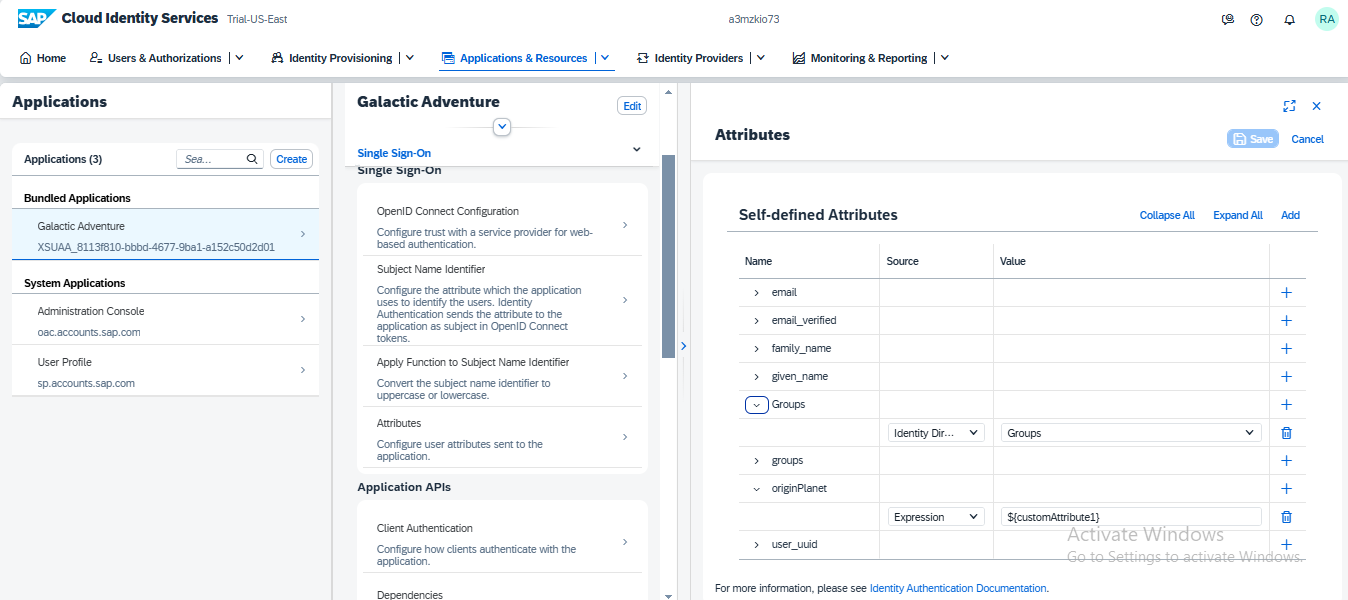 SAP Cloud Identity Services Trial-US-East a3mzkio73 RA
Home Users & Authorizations Identity Provisioning Applications & Resources Identity Providers Monitoring & Reporting
Applications
Applications (3) Sea... Create
Bundled Applications
Galactic Adventure
XSUAA_8113f810-bbbd-4677-9ba1-a152c50d2d01
System Applications
Administration Console
oac.accounts.sap.com
User Profile
sp.accounts.sap.com
Galactic Adventure Edit
Single Sign-On
Single Sign-On
OpenID Connect Configuration
Configure trust with a service provider for web-
based authentication.
Subject Name Identifier
Configure the attribute which the application
uses to identify the users. Identity
Authentication sends the attribute to the
application as subject in OpenID Connect
tokens.
Apply Function to Subject Name Identifier
Convert the subject name identifier to
uppercase or lowercase.
Attributes
Configure user attributes sent to the
application.
Application APIs
Client Authentication
Configure how clients authenticate with the
application.
Dependencies
Attributes
Save Cancel
Self-defined Attributes Collapse All Expand All Add
Name Source Value
email
email_verified
family_name
given_name
Groups
Identity Dir... Groups
groups
originPlanet
Expression ${customAttribute1}
user_uuid
Activate Windows
Go to Settings to activate Windows.
For more information, please see Identity Authentication Documentation.